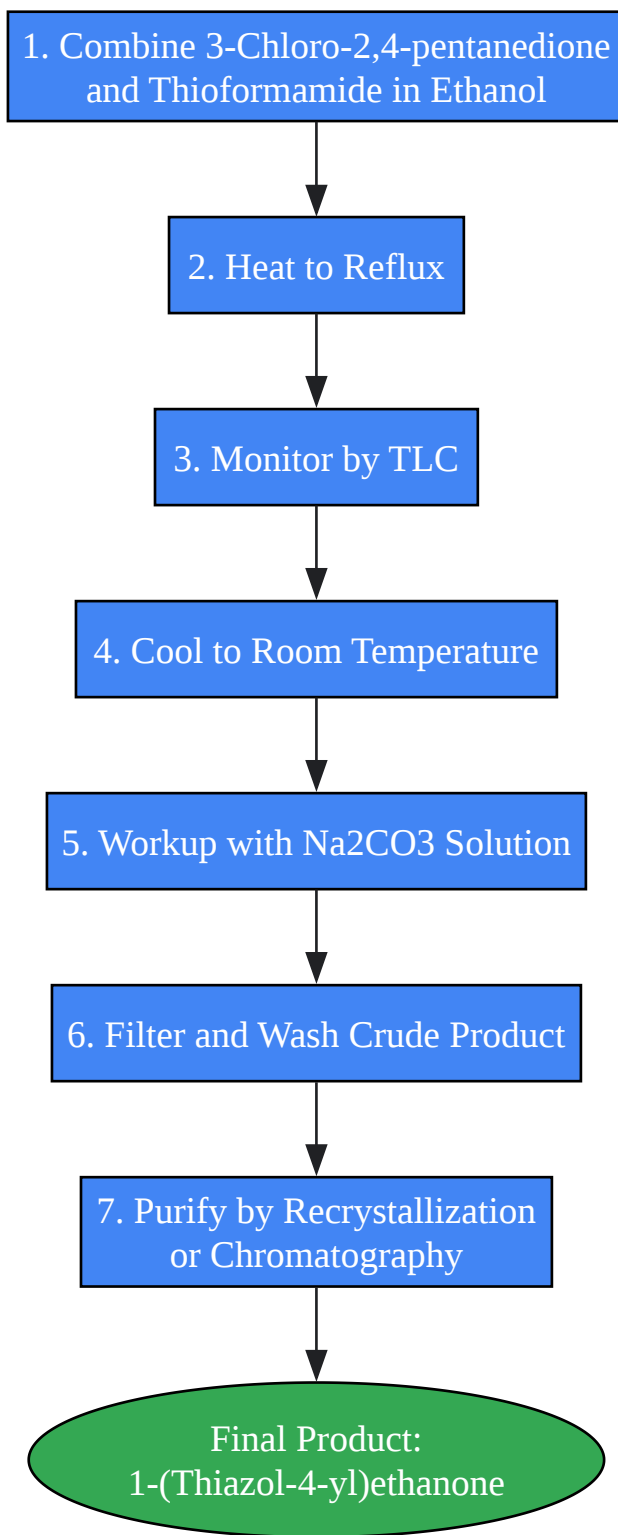 1. Combine 3-Chloro-2,4-pentanedione
and Thioformamide in Ethanol
2. Heat to Reflux
3. Monitor by TLC
4. Cool to Room Temperature
5. Workup with Na2CO3 Solution
6. Filter and Wash Crude Product
7. Purify by Recrystallization
or Chromatography
Final Product:
1-(Thiazol-4-yl)ethanone